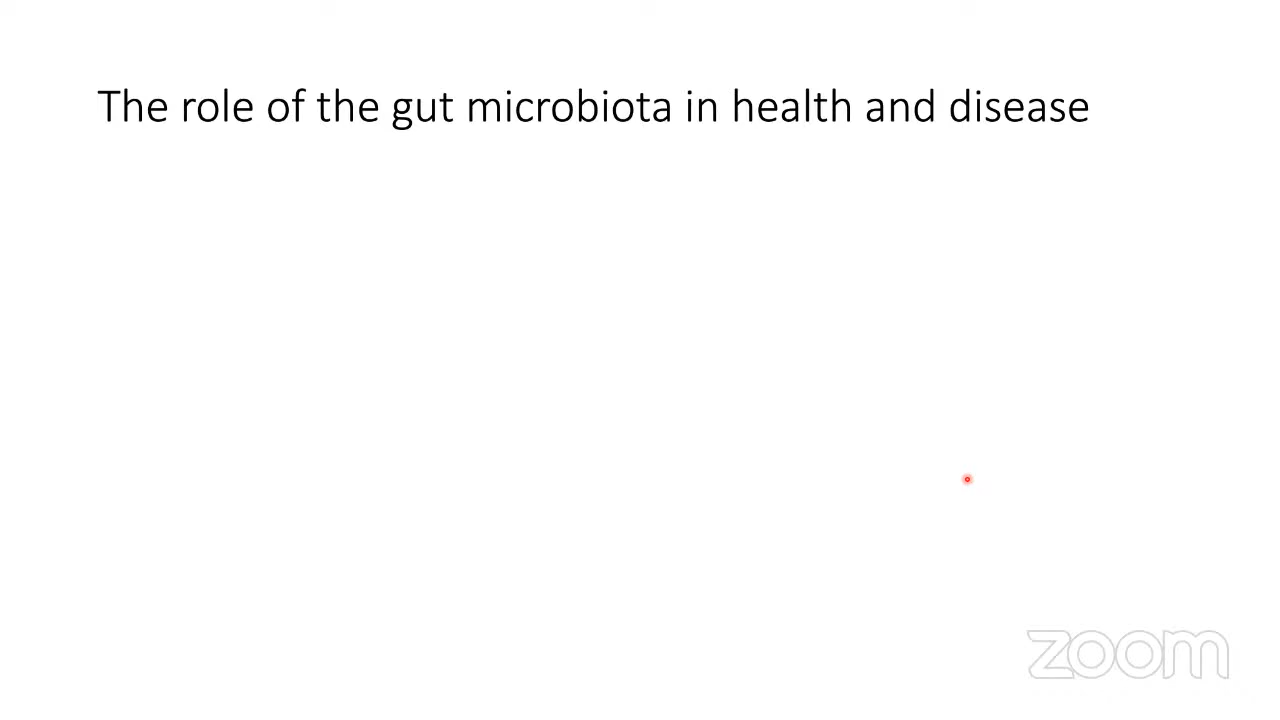 The role of the gut microbiota in health and disease
zoom